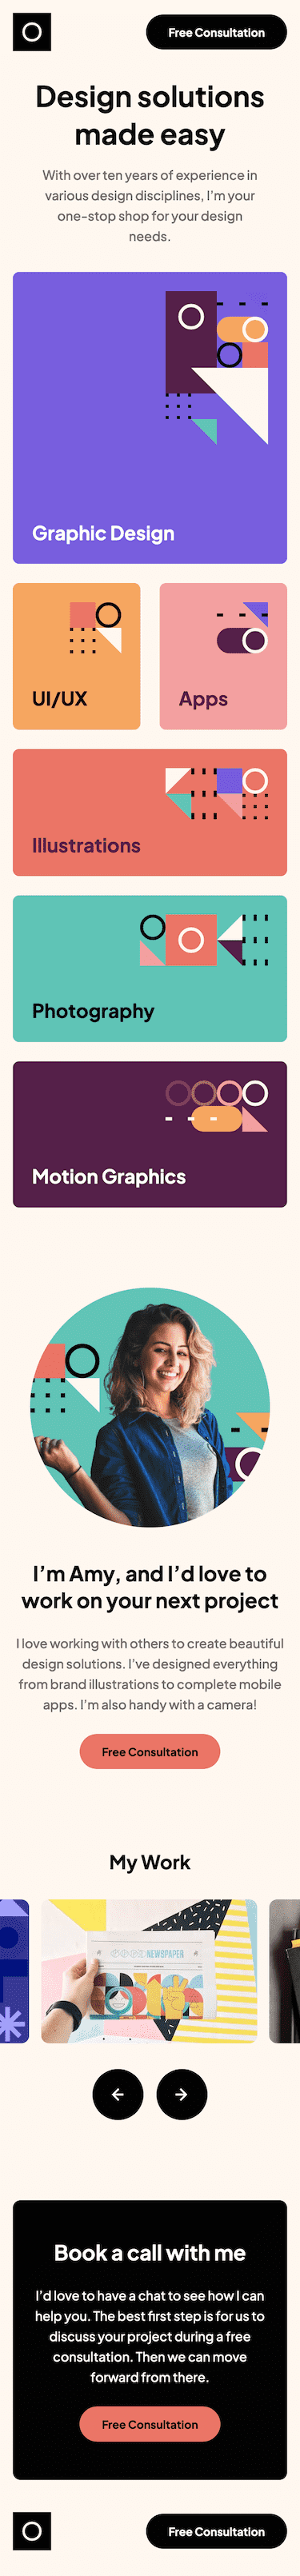 Free Consultation
Design solutions
made easy
With over ten years of experience in
various design disciplines, I’m your
one-stop shop for your design
needs.
Graphic Design
UI/UX
Apps
Illustrations
Photography
Motion Graphics
I’m Amy, and I’d love to
work on your next project
I love working with others to create beautiful
design solutions. I’ve designed everything
from brand illustrations to complete mobile
apps. I’m also handy with a camera!
Free Consultation
My Work
NEWSPAPER
Book a call with me
I’d love to have a chat to see how I can
help you. The best first step is for us to
discuss your project during a free
consultation. Then we can move
forward from there.
Free Consultation
Free Consultation